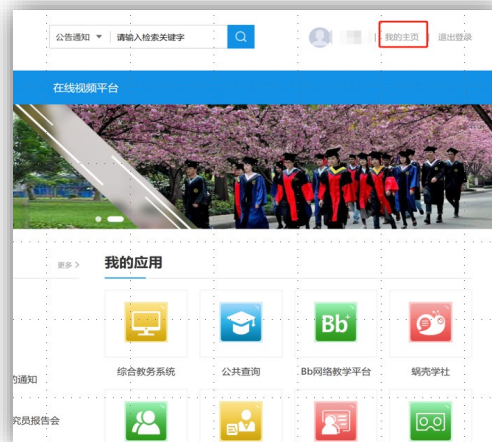 公告通知 请输入检索关键字 | 我的主页 | 退出登录
在线视频平台
更多 > 我的应用
Bb
综合教务系统 公共查询 Bb网络教学平台 蜗壳学社
的通知
究员报告会